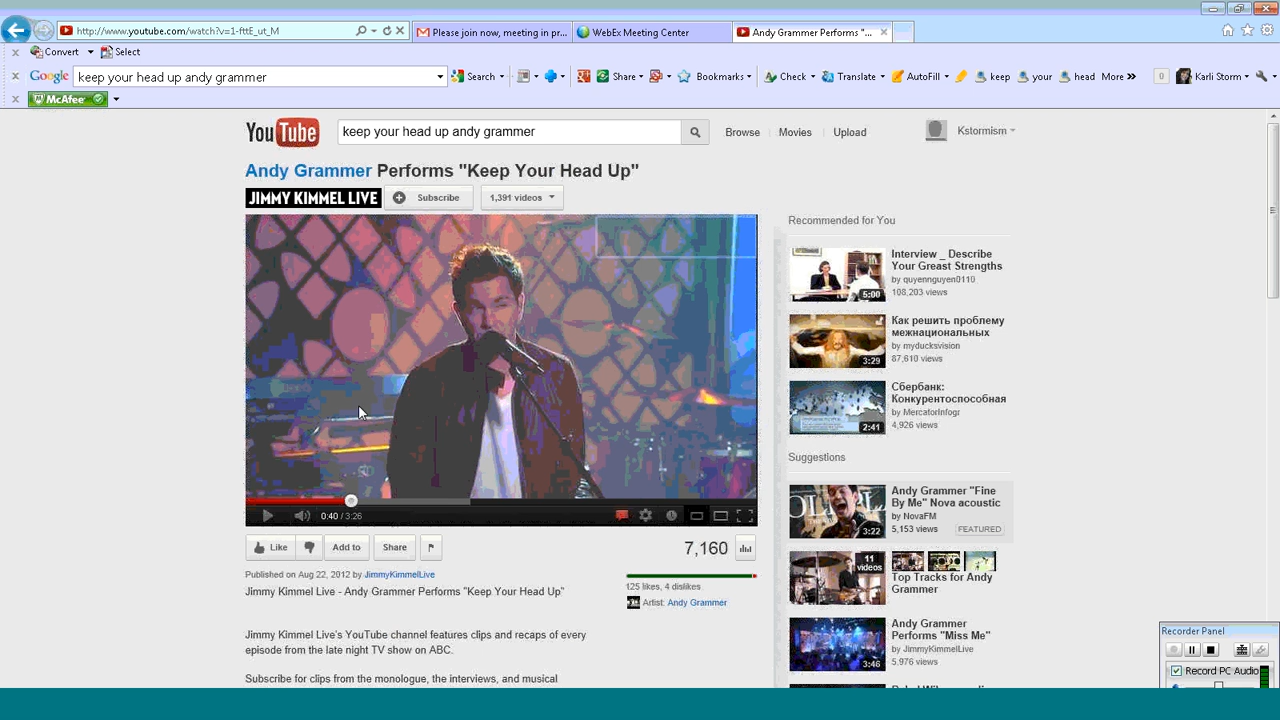 http://www.youtube.com/watch?v=1-fttE_ut_M
Please join now, meeting in pr...
WebEx Meeting Center
Andy Grammer Performs "...
x Convert Select
x Google keep your head up andy grammer Search Share Bookmarks Check Translate AutoFill keep your head More » 0 Karli Storm
x McAfee
YouTube keep your head up andy grammer Browse Movies Upload Kstormism
Andy Grammer Performs "Keep Your Head Up"
JIMMY KIMMEL LIVE Subscribe 1,391 videos
0:40 / 3:26
Like Add to Share 7,160
Published on Aug 22, 2012 by JimmyKimmelLive
Jimmy Kimmel Live - Andy Grammer Performs "Keep Your Head Up"
125 likes, 4 dislikes
Artist: Andy Grammer
Jimmy Kimmel Live's YouTube channel features clips and recaps of every
episode from the late night TV show on ABC.
Subscribe for clips from the monologue, the interviews, and musical
Recommended for You
5:00
Interview _ Describe
Your Greast Strengths
by quyennguyen0110
108,203 views
3:29
Как решить проблему
межнациональных
by myducksvision
87,610 views
2:41
Сбербанк:
Конкурентоспособная
by MercatorInfogr
4,926 views
Suggestions
3:22
Andy Grammer "Fine
By Me" Nova acoustic
by NovaFM
5,153 views FEATURED
11
videos
Top Tracks for Andy
Grammer
3:46
Andy Grammer
Performs "Miss Me"
by JimmyKimmelLive
5,976 views
Recorder Panel
Record PC Audio